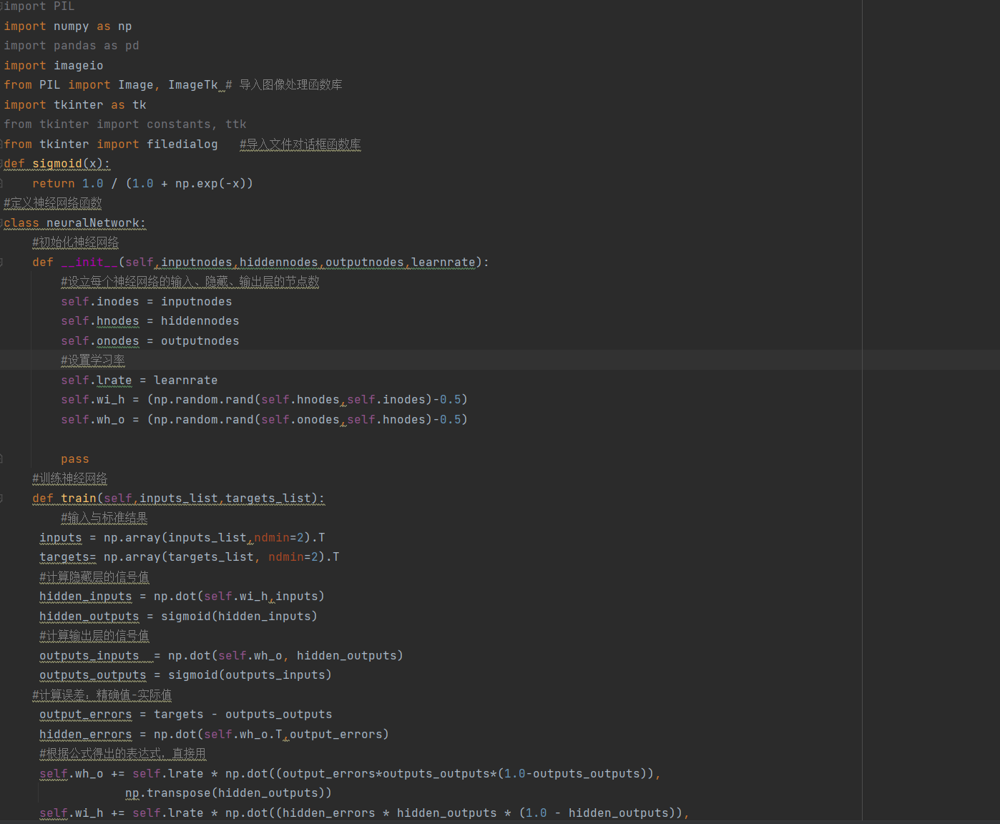 import PIL
import numpy as np
import pandas as pd
import imageio
from PIL import Image, ImageTk # 导入图像处理函数库
import tkinter as tk
from tkinter import constants, ttk
from tkinter import filedialog   #导入文件对话框函数库
def sigmoid(x):
    return 1.0 / (1.0 + np.exp(-x))
#定义神经网络函数
class neuralNetwork:
    #初始化神经网络
    def __init__(self,inputnodes,hiddennodes,outputnodes,learnrate):
        #设立每个神经网络的输入、隐藏、输出层的节点数
        self.inodes = inputnodes
        self.hnodes = hiddennodes
        self.onodes = outputnodes
        #设置学习率
        self.lrate = learnrate
        self.wi_h = (np.random.rand(self.hnodes,self.inodes)-0.5)
        self.wh_o = (np.random.rand(self.onodes,self.hnodes)-0.5)
        pass
    #训练神经网络
    def train(self,inputs_list,targets_list):
        #输入与标准结果
     inputs = np.array(inputs_list,ndmin=2).T
     targets= np.array(targets_list, ndmin=2).T
     #计算隐藏层的信号值
     hidden_inputs = np.dot(self.wi_h,inputs)
     hidden_outputs = sigmoid(hidden_inputs)
     #计算输出层的信号值
     outputs_inputs  = np.dot(self.wh_o, hidden_outputs)
     outputs_outputs = sigmoid(outputs_inputs)
    #计算误差：精确值-实际值
     output_errors = targets - outputs_outputs
     hidden_errors = np.dot(self.wh_o.T,output_errors)
     #根据公式得出的表达式，直接用
     self.wh_o += self.lrate * np.dot((output_errors*outputs_outputs*(1.0-outputs_outputs)),
                 np.transpose(hidden_outputs))
     self.wi_h += self.lrate * np.dot((hidden_errors * hidden_outputs * (1.0 - hidden_outputs)),